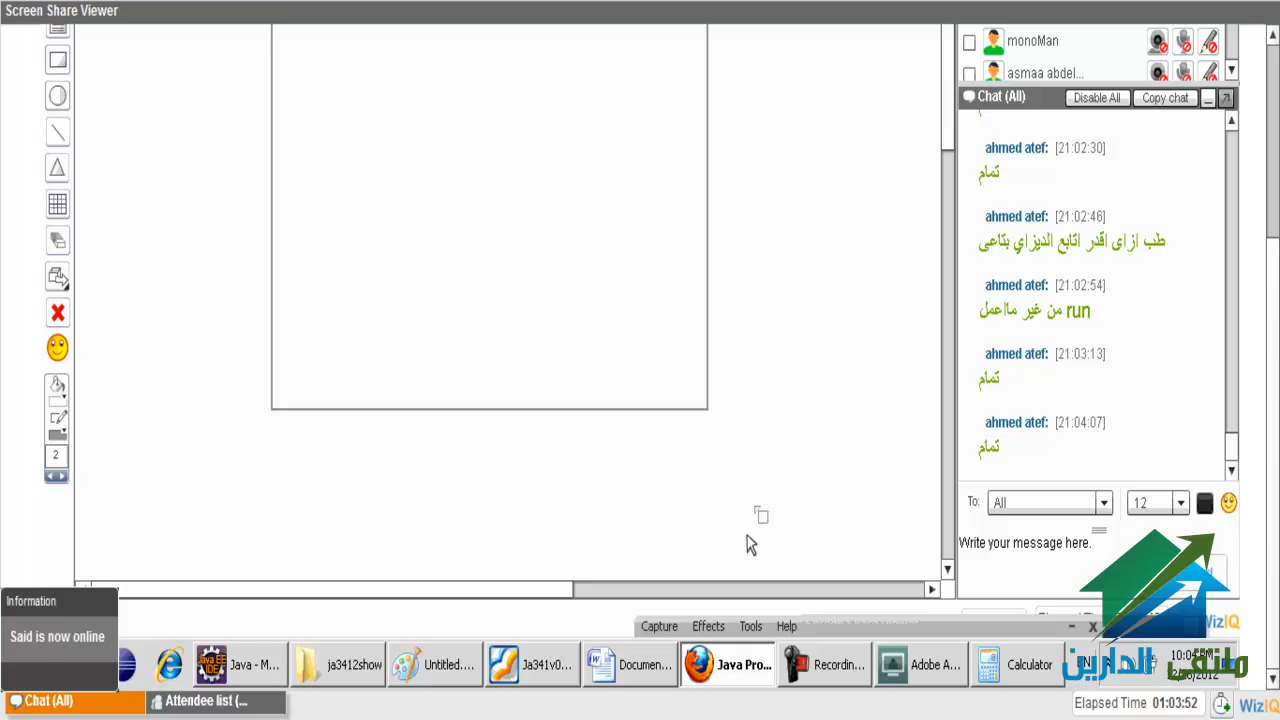 Screen Share Viewer
monoMan
asmaa abdel...
Chat (All)
Disable All
Copy chat
ahmed atef: [21:02:30]
تمام
ahmed atef: [21:02:46]
طب ازاى اقدر اتابع الديزاي بتاعى
ahmed atef: [21:02:54]
من غير مااعمل run
ahmed atef: [21:03:13]
تمام
ahmed atef: [21:04:07]
تمام
2
To: All 12
Write your message here.
Information
Said is now online
Capture Effects Tools Help
WizIQ
Java - M...
ja3412show
Untitled....
Ja341v0...
Documen...
Java Pro...
Recordin...
Adobe A...
Calculator
ملتقى الدارين
Chat (All)
Attendee list (...
Elapsed Time 01:03:52
WizIQ